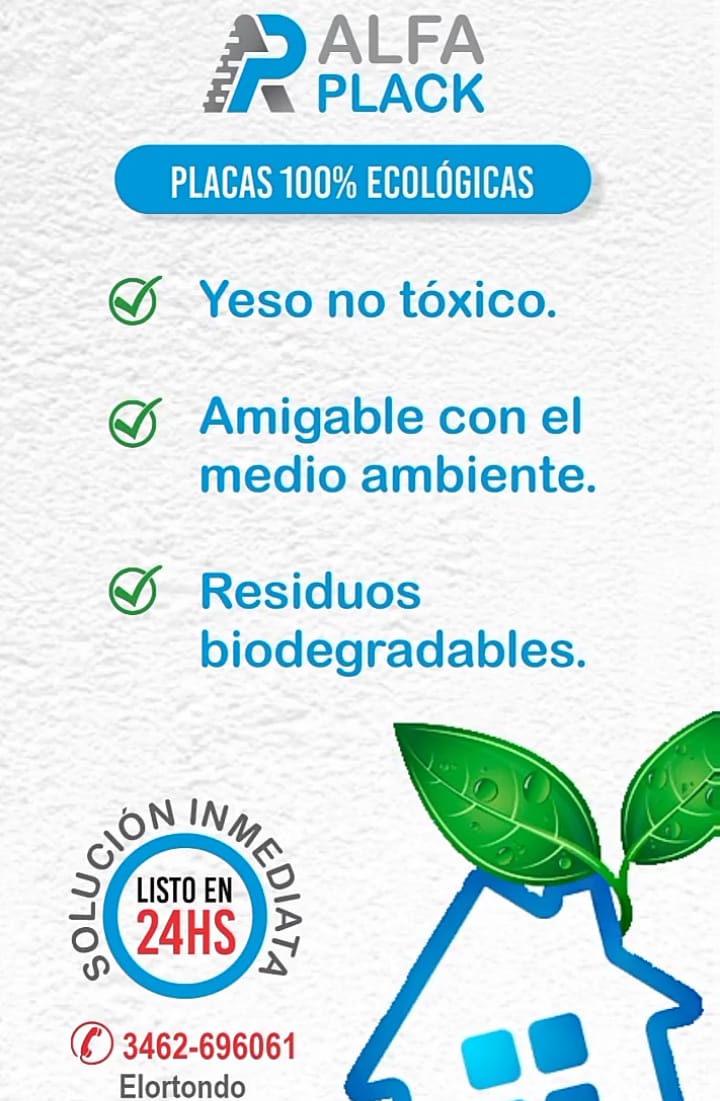 ALFA
PLACK
PLACAS 100% ECOLÓGICAS
Yeso no tóxico.
Amigable con el
medio ambiente.
Residuos
biodegradables.
SOLUCIÓN INMEDIATA
LISTO EN
24HS
3462-696061
Elortondo